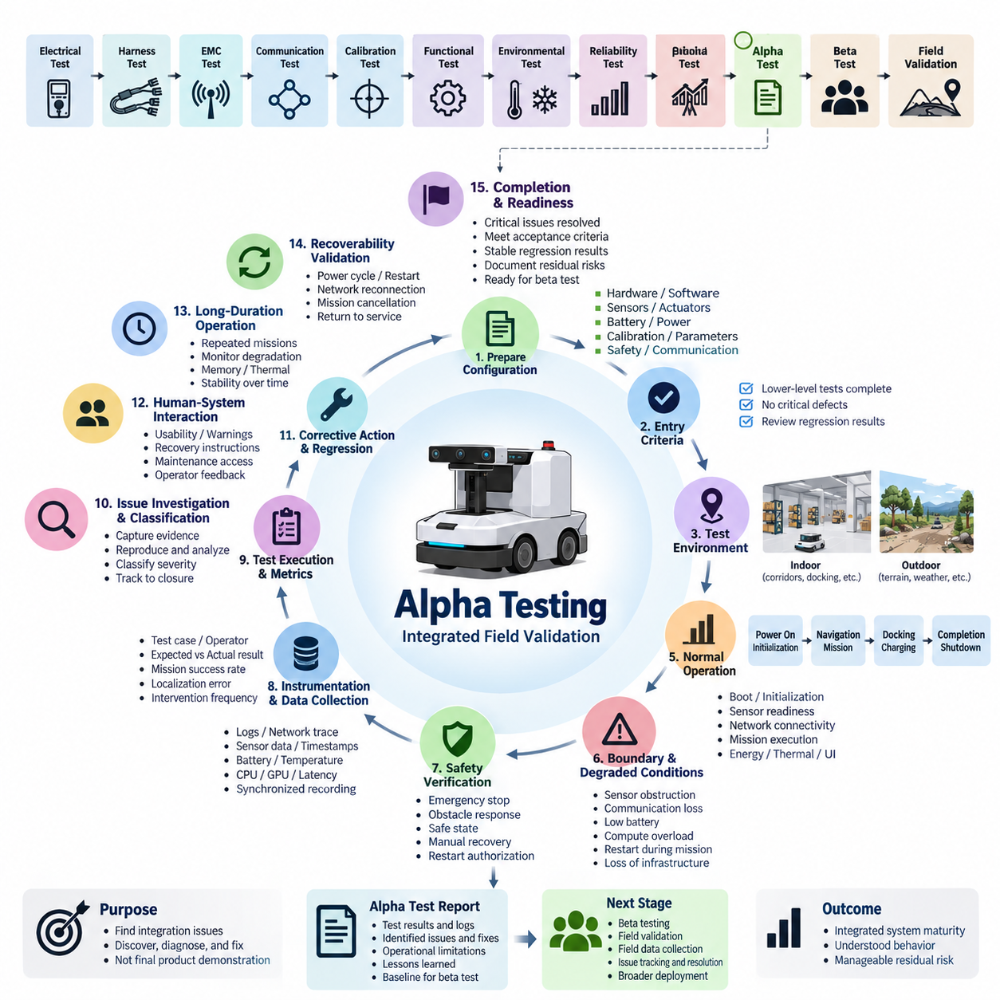 Electrical
Test
Harness
Test
EMC
Test
Communication
Test
Calibration
Test
Functional
Test
Environmental
Test
Reliability
Test
Test
Alpha
Test
Beta
Test
Field
Validation
15. Completion
& Readiness
• Critical issues resolved
• Meet acceptance criteria
• Stable regression results
• Document residual risks
• Ready for beta test
14. Recoverability
Validation
• Power cycle / Restart
• Network reconnection
• Mission cancellation
• Return to service
13. Long-Duration
Operation
• Repeated missions
• Monitor degradation
• Memory / Thermal
• Stability over time
12. Human-System
Interaction
• Usability / Warnings
• Recovery instructions
• Maintenance access
• Operator feedback
10. Issue Investigation
& Classification
• Capture evidence
• Reproduce and analyze
• Classify severity
• Track to closure
1. Prepare
Configuration
Hardware / Software
Sensors / Actuators
Battery / Power
Calibration / Parameters
Safety / Communication
2. Entry
Criteria
Lower-level tests complete
No critical defects
Review regression results
3. Test
Environment
Indoor
(corridors, docking, etc.)
Outdoor
(terrain, weather, etc.)
5. Normal
Operation
Power On
Initialization
Navigation
Mission
Docking
Charging
Completion
Shutdown
• Boot / Initialization
• Sensor readiness
• Network connectivity
• Mission execution
• Energy / Thermal / UI
6. Boundary &
Degraded Conditions
• Sensor obstruction
• Communication loss
• Low battery
• Compute overload
• Restart during mission
• Loss of infrastructure
7. Safety
Verification
• Emergency stop
• Obstacle response
• Safe state
• Manual recovery
• Restart authorization
8. Instrumentation
& Data Collection
• Logs / Network trace
• Sensor data / Timestamps
• Battery / Temperature
• CPU / GPU / Latency
• Synchronized recording
9. Test Execution
& Metrics
• Test case / Operator
• Expected vs Actual result
• Mission success rate
• Localization error
• Intervention frequency
11. Corrective Action
& Regression
Alpha Testing
Integrated Field Validation
Purpose
• Find integration issues
• Discover, diagnose, and fix
• Not final product demonstration
Alpha Test Report
• Test results and logs
• Identified issues and fixes
• Operational limitations
• Lessons learned
• Baseline for beta test
Next Stage
• Beta testing
• Field validation
• Field data collection
• Issue tracking and resolution
• Broader deployment
Outcome
• Integrated system maturity
• Understood behavior
• Manageable residual risk